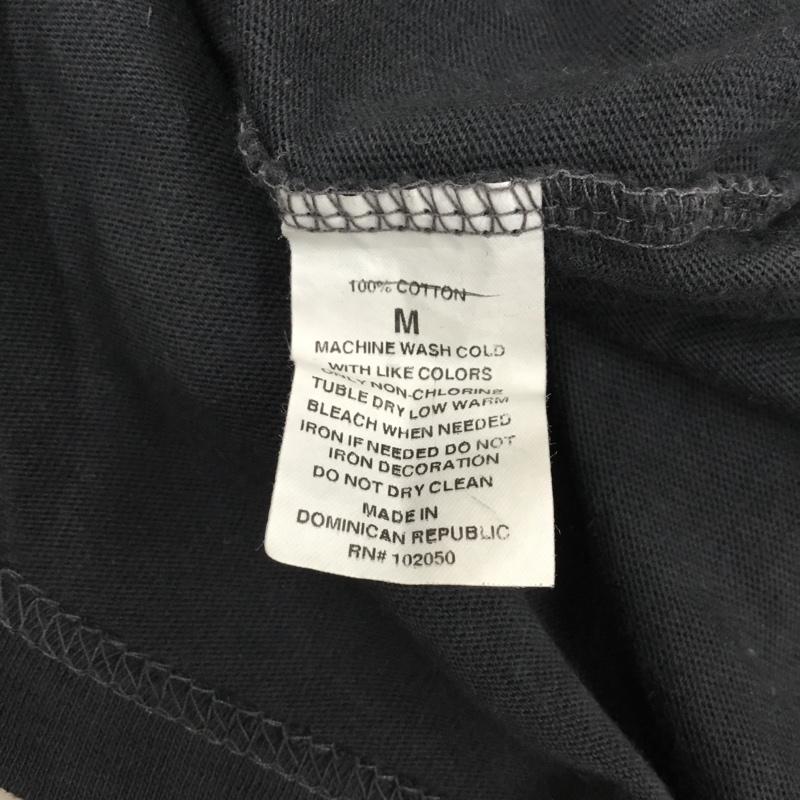 100% COTTON
M
MACHINE WASH COLD
WITH LIKE COLORS
ONLY NON-CHLORINE
TUBLE DRY LOW WARM
BLEACH WHEN NEEDED
IRON IF NEEDED DO NOT
IRON DECORATION
DO NOT DRY CLEAN
MADE IN
DOMINICAN REPUBLIC
RN# 102050